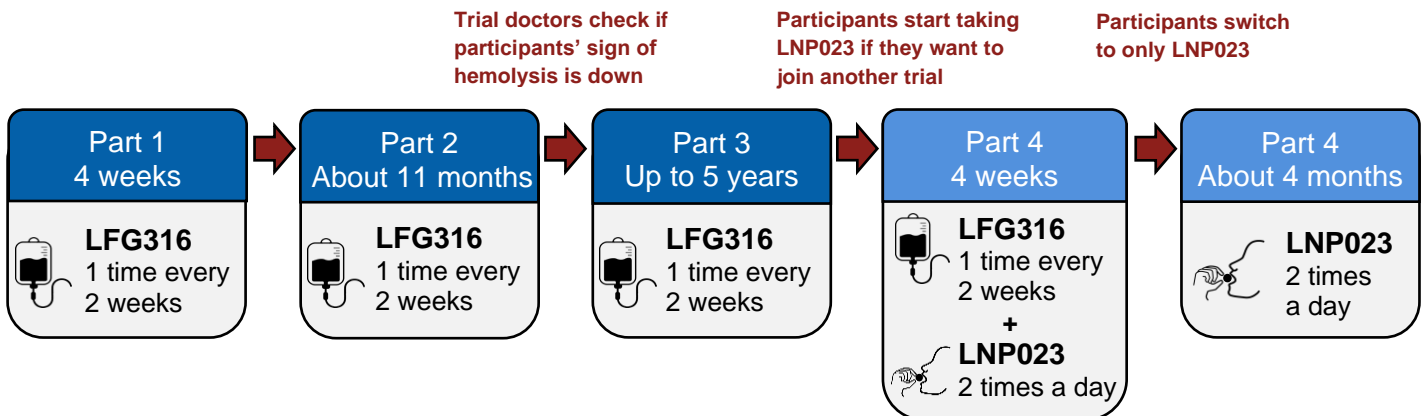 Trial doctors check if
participants’ sign of
hemolysis is down
Participants start taking
LNP023 if they want to
join another trial
Participants switch
to only LNP023
Part 1
4 weeks
LFG316
1 time every
2 weeks
Part 2
About 11 months
LFG316
1 time every
2 weeks
Part 3
Up to 5 years
LFG316
1 time every
2 weeks
Part 4
4 weeks
LFG316
1 time every
2 weeks
+
LNP023
2 times a day
Part 4
About 4 months
LNP023
2 times
a day